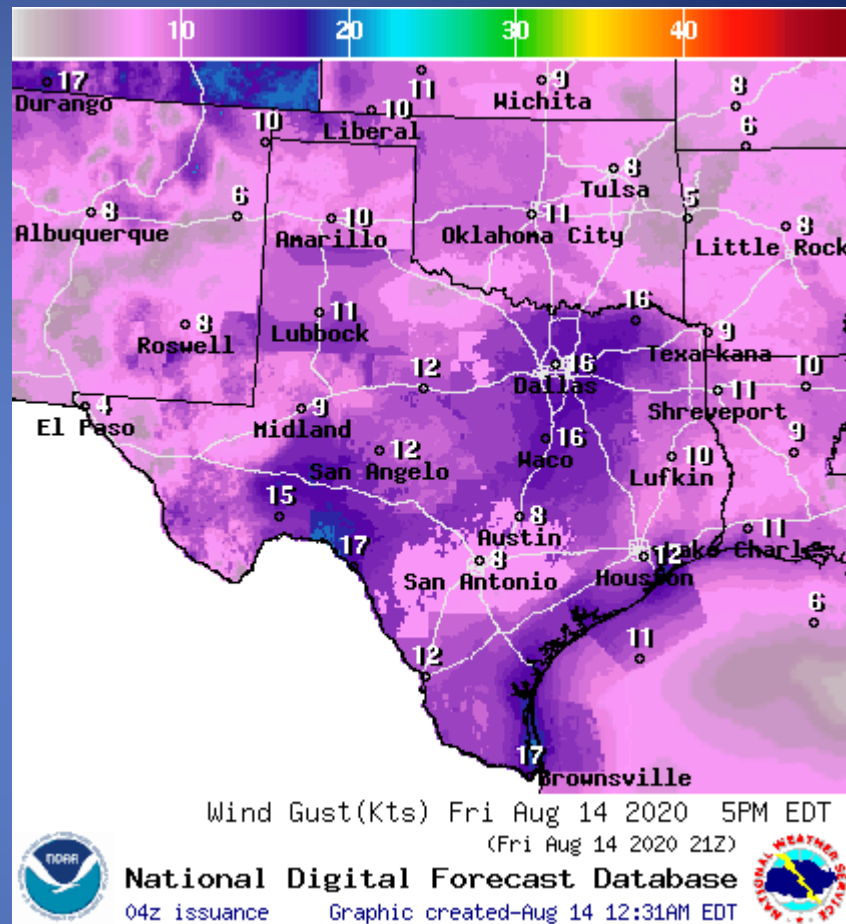 10 20 30 40
17 Durango
11
9 Wichita
8
10 Liberal
10
6
8 Tulsa
8 Albuquerque
6
10 Amarillo
11 Oklahoma City
5
8 Little Rock
8 Roswell
11 Lubbock
16
9 Texarkana
12
16 Dallas
11 Shreveport
10
4 El Paso
9 Midland
12 San Angelo
16 Waco
10 Lufkin
9
15
17
8 Austin
8 San Antonio
12 Houston
11 Lake Charl
12
11
6
17 Brownsville
Wind Gust(Kts) Fri Aug 14 2020 5PM EDT
(Fri Aug 14 2020 21Z)
NOAA
National Digital Forecast Database
04z issuance Graphic created-Aug 14 12:31AM EDT
NATIONAL WEATHER SERVICE